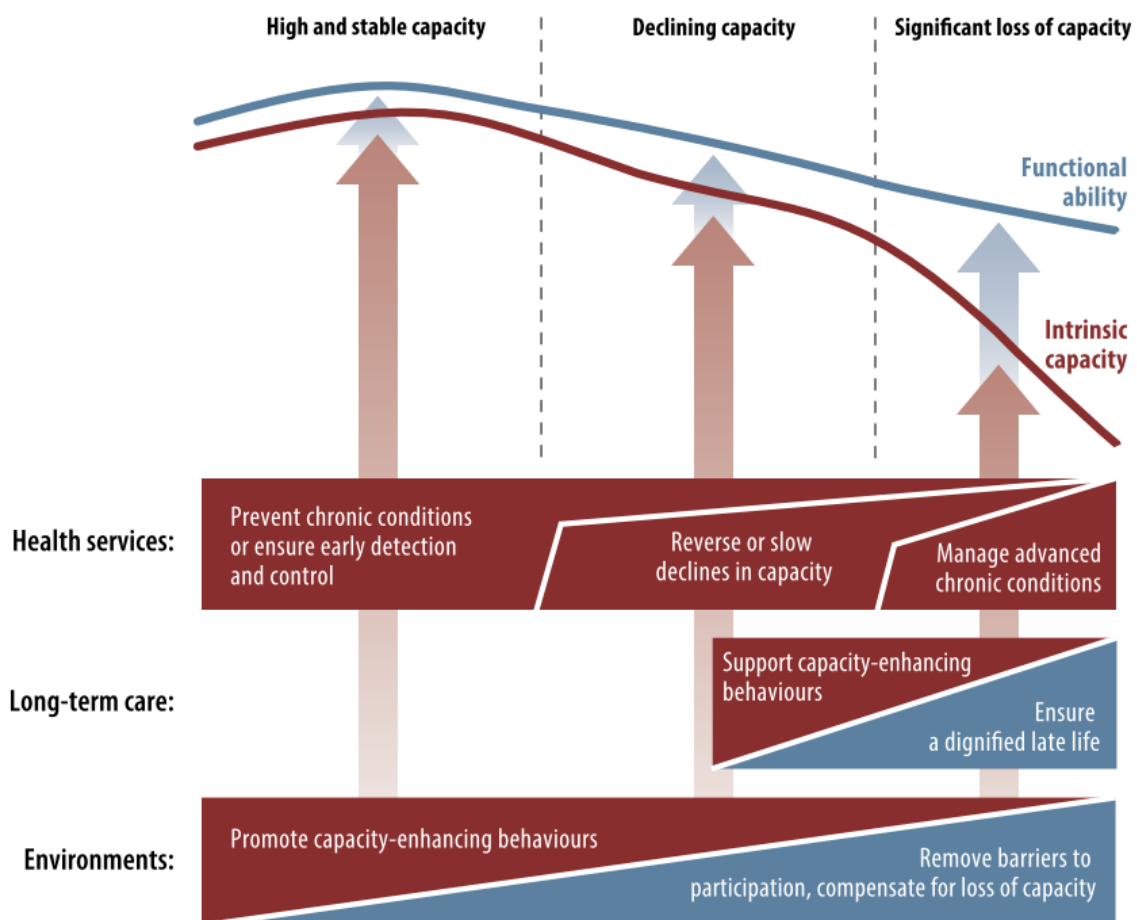 High and stable capacity
Declining capacity
Significant loss of capacity
Functional
ability
Intrinsic
capacity
Health services:
Prevent chronic conditions
or ensure early detection
and control
Reverse or slow
declines in capacity
Manage advanced
chronic conditions
Long-term care:
Support capacity-enhancing
behaviours
Ensure
a dignified late life
Environments:
Promote capacity-enhancing behaviours
Remove barriers to
participation, compensate for loss of capacity